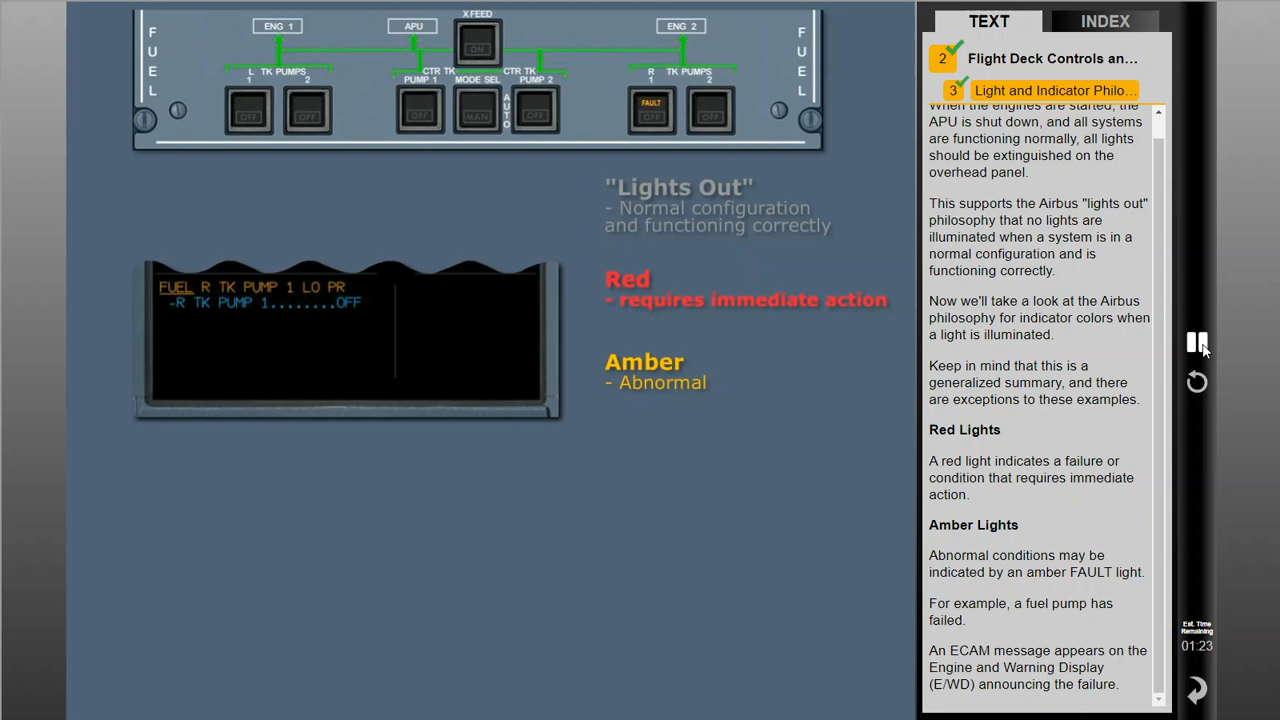 X FEED
ENG 1
APU
ENG 2
ON
FUEL
FUEL
L TK PUMPS
1 2
CTR TK
PUMP 1
MODE SEL
CTR TK
PUMP 2
R TK PUMPS
1 2
OFF
OFF
OFF
MAN
AUTO
OFF
FAULT
OFF
OFF
"Lights Out"
- Normal configuration
and functioning correctly
FUEL R TK PUMP 1 LO PR
-R TK PUMP 1........OFF
Red
- requires immediate action
Amber
- Abnormal
TEXT
INDEX
2
Flight Deck Controls an...
3
Light and Indicator Philo...
When the engines are started, the
APU is shut down, and all systems
are functioning normally, all lights
should be extinguished on the
overhead panel.
This supports the Airbus "lights out"
philosophy that no lights are
illuminated when a system is in a
normal configuration and is
functioning correctly.
Now we'll take a look at the Airbus
philosophy for indicator colors when
a light is illuminated.
Keep in mind that this is a
generalized summary, and there
are exceptions to these examples.
Red Lights
A red light indicates a failure or
condition that requires immediate
action.
Amber Lights
Abnormal conditions may be
indicated by an amber FAULT light.
For example, a fuel pump has
failed.
An ECAM message appears on the
Engine and Warning Display
(E/WD) announcing the failure.
Est. Time
Remaining
01:23